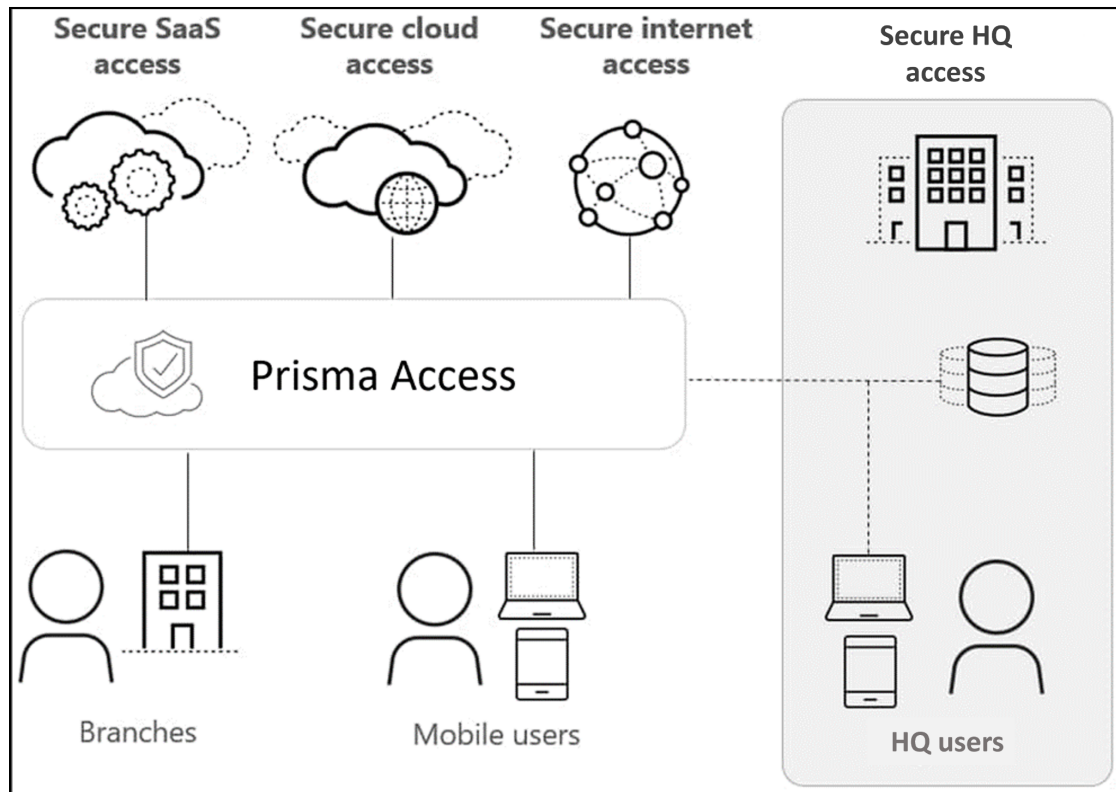 Secure SaaS
access
Secure cloud
access
Secure internet
access
Secure HQ
access
Prisma Access
Branches
Mobile users
HQ users